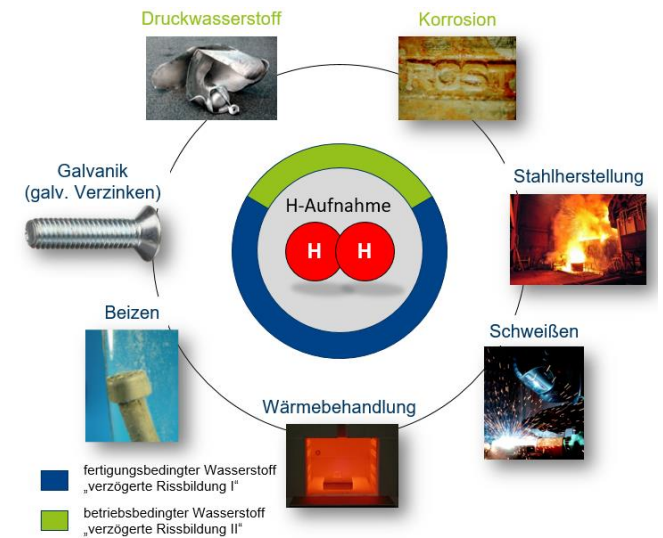 Druckwasserstoff
Korrosion
Galvanik
(galv. Verzinken)
Stahlherstellung
H-Aufnahme
H
H
Beizen
Schweißen
Wärmebehandlung
fertigungsbedingter Wasserstoff
„verzögerte Rissbildung I“
betriebsbedingter Wasserstoff
„verzögerte Rissbildung II“